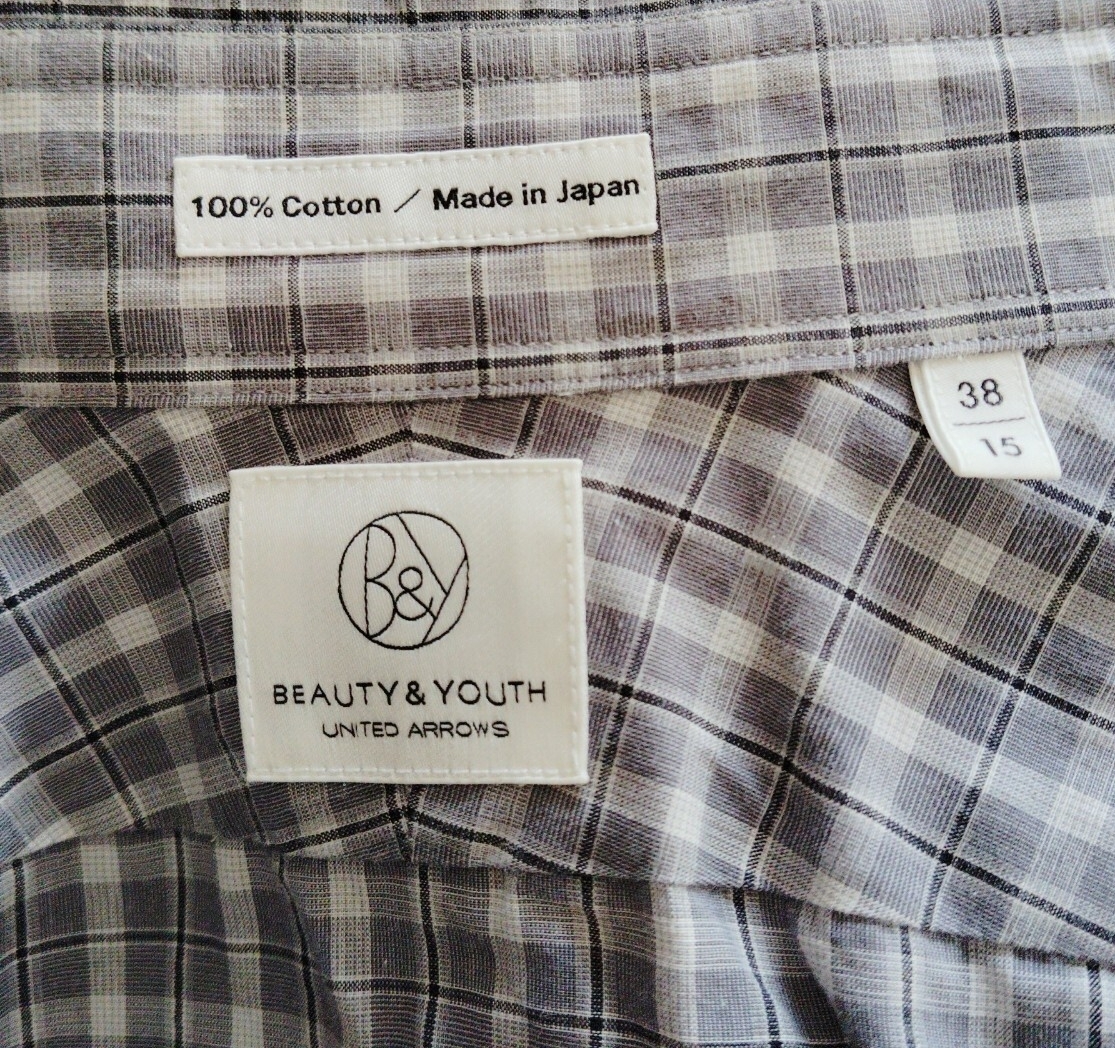 100% Cotton / Made in Japan
38
15
B&Y
BEAUTY & YOUTH
UNITED ARROWS